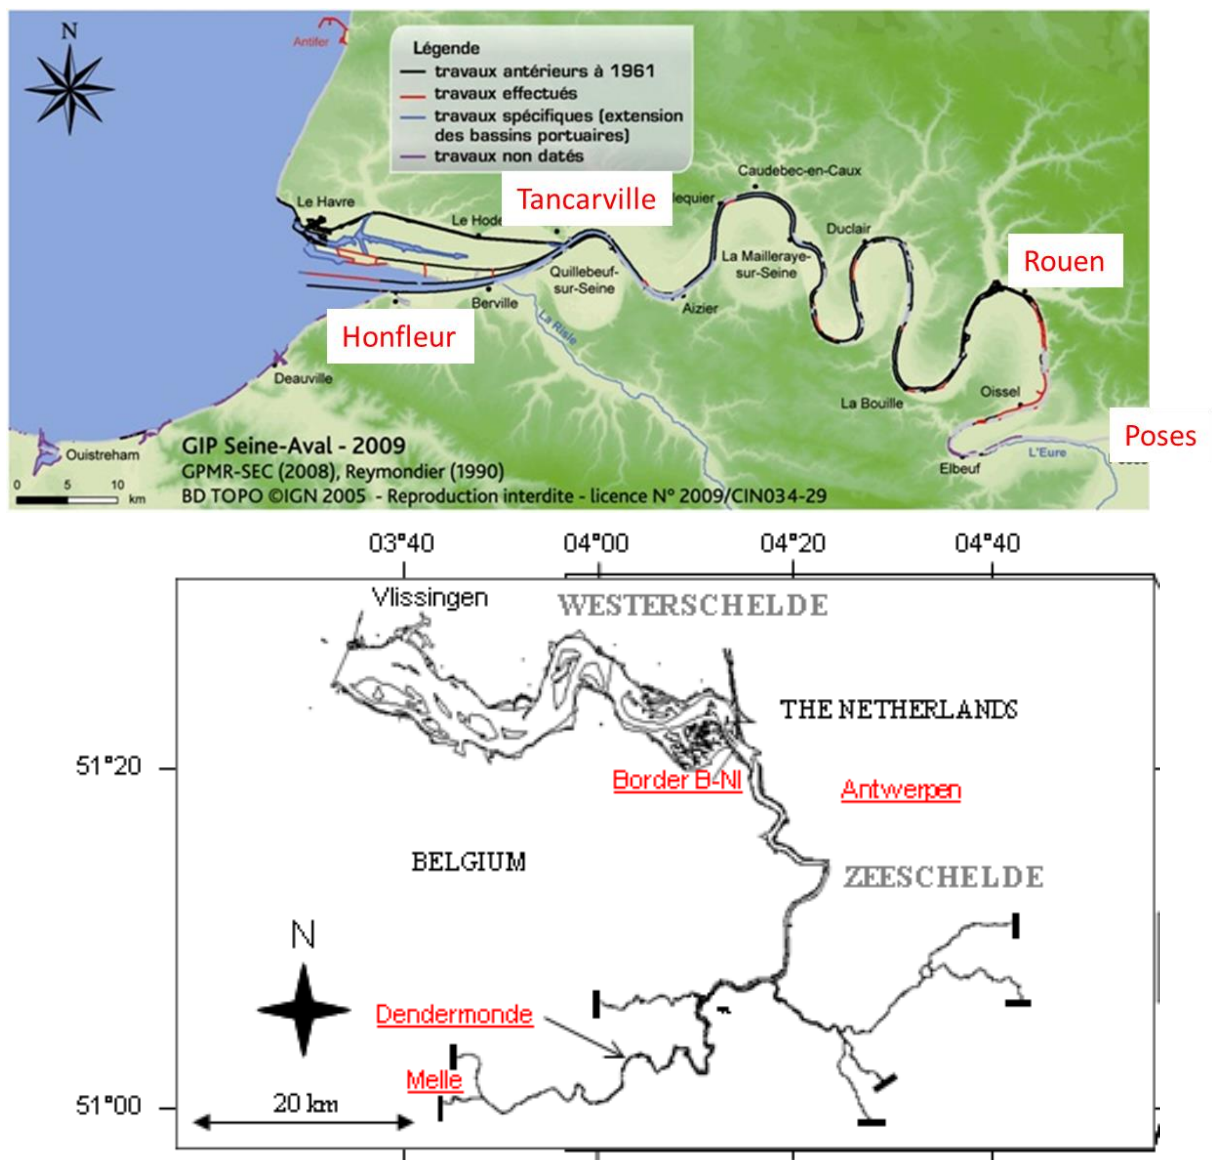 N
Antifer
Légende
travaux antérieurs à 1961
travaux effectués
travaux spécifiques (extension
des bassins portuaires)
travaux non datés
Caudebec-en-Caux
Tancarville
lequier
Le Havre
Le Hode
Duclair
La Mailleraye-
sur-Seine
Rouen
Quillebeuf-
sur-Seine
Berville
Aizier
La Risle
Honfleur
Deauville
Oissel
La Bouille
Poses
GIP Seine-Aval - 2009
Ouistreham
L'Eure
Elbeuf
GPMR-SEC (2008), Reymondier (1990)
0 5 10
km
BD TOPO ©IGN 2005 - Reproduction interdite - licence N° 2009/CIN034-29
03°40 04°00 04°20 04°40
Vlissingen
WESTERSCHELDE
THE NETHERLANDS
51°20
Border B-Nl
Antwerpen
BELGIUM
ZEESCHELDE
N
Dendermonde
Melle
51°00
20 km